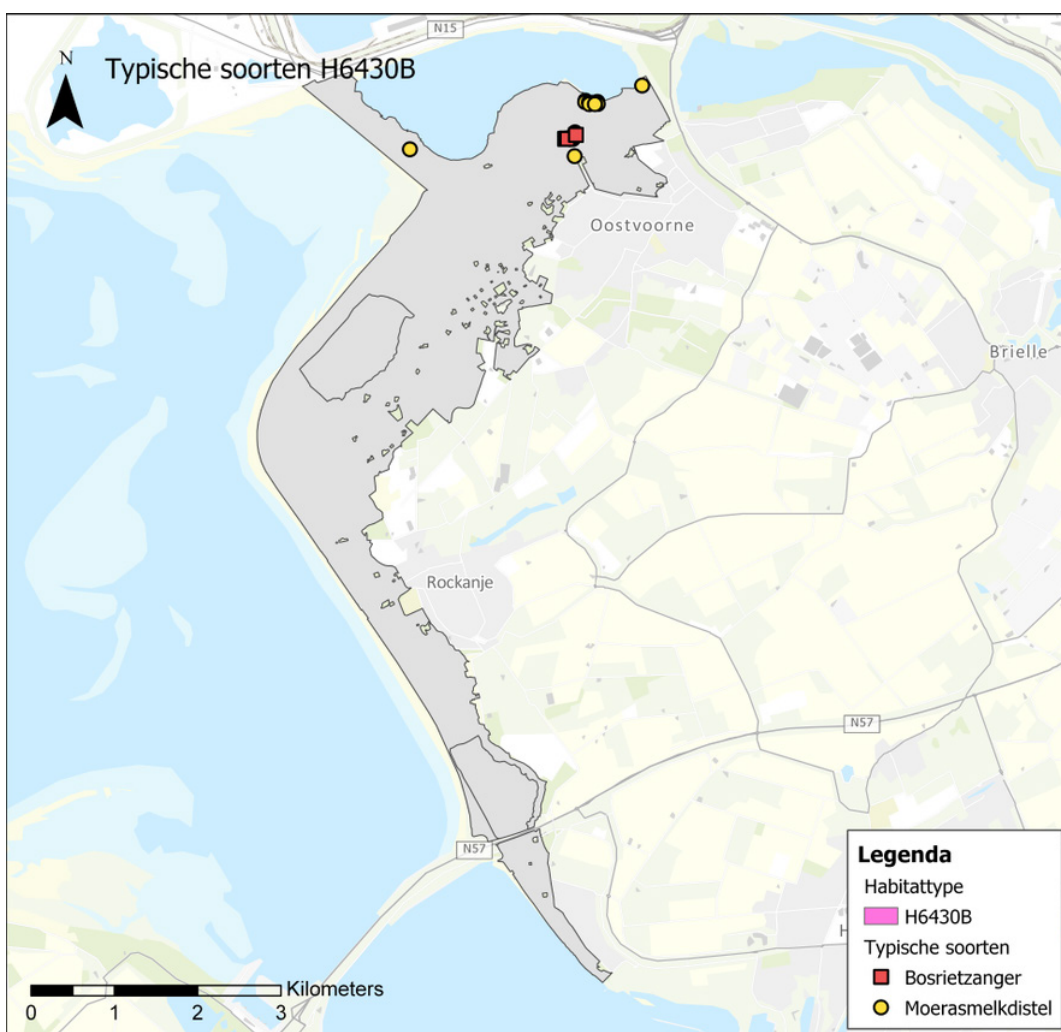 N15
N
Typische soorten H6430B
Oostvoorne
Brielle
Rockanje
N57
N57
H
Legenda
Habitattype
H6430B
Typische soorten
Bosrietzanger
Moerasmelkdistel
Kilometers
0 1 2 3